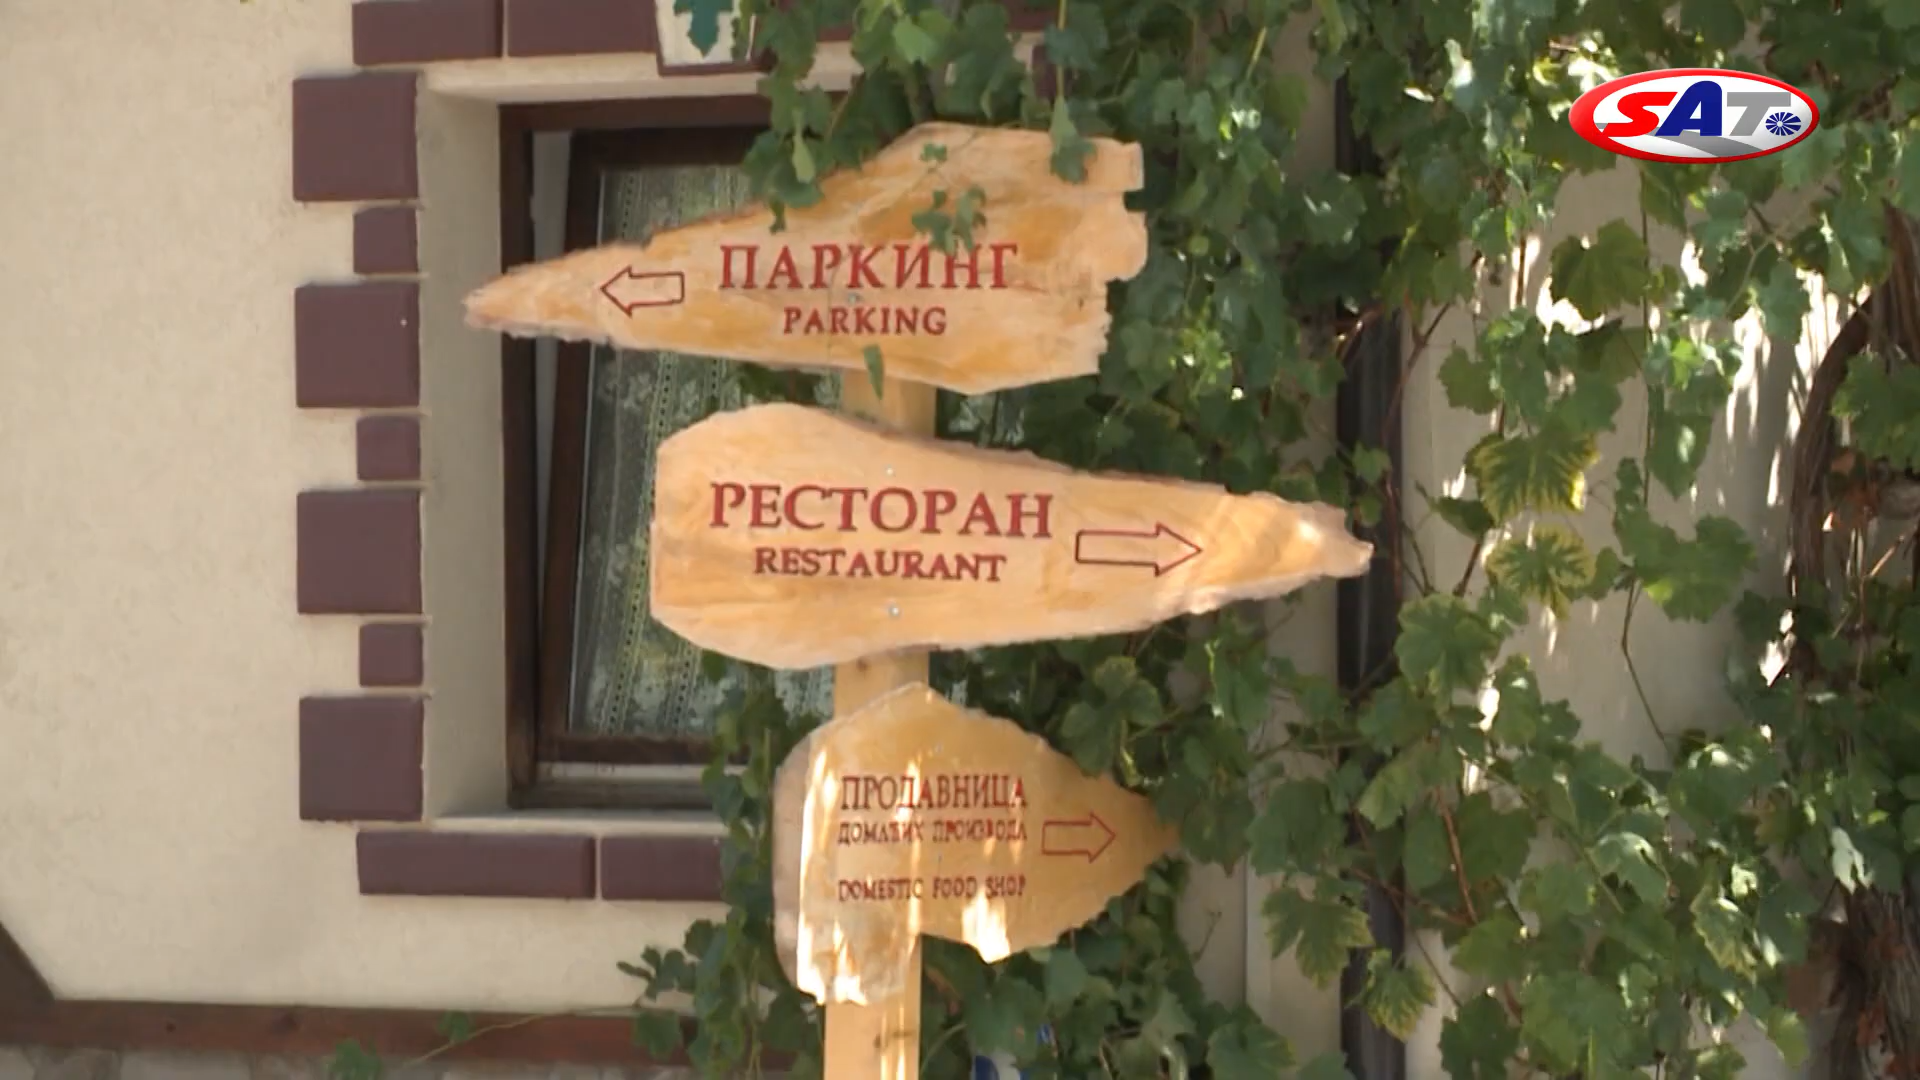 SAT
ПАРКИНГ
PARKING
РЕСТОРАН
RESTAURANT
ПРОДАВНИЦА
ДОМАЋИХ ПРОИЗВОДА
DOMESTIC FOOD SHOP